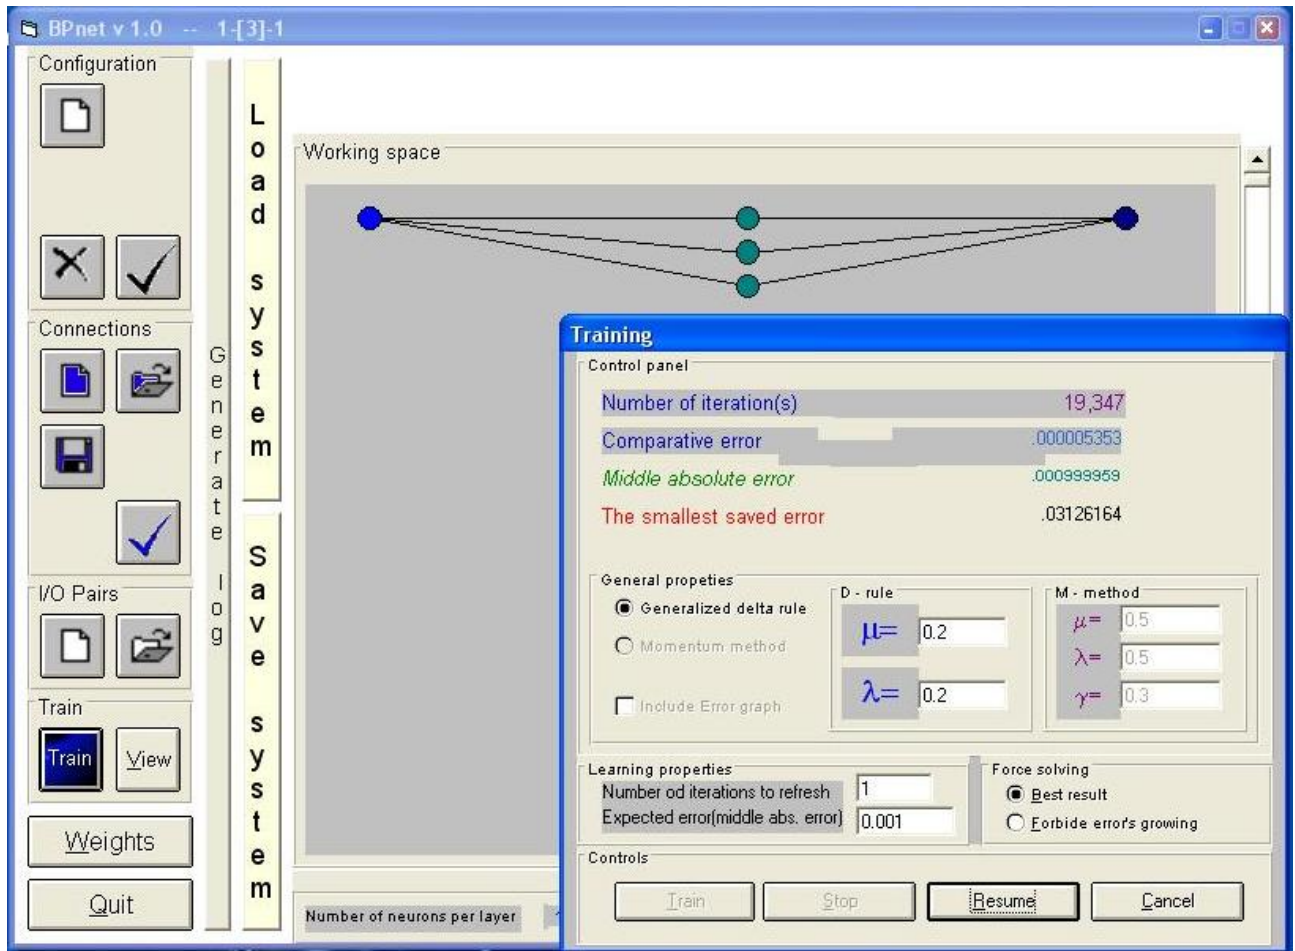 BPnet v 1.0 -- 1-[3]-1
Configuration
Connections
I/O Pairs
Train
Train
View
Weights
Quit
Generate log
Load system
Save system
Working space
Number of neurons per layer
Training
Control panel
Number of iteration(s) 19,347
Comparative error .000005353
Middle absolute error .000999959
The smallest saved error .03126164
General propeties
Generalized delta rule
Momentum method
Include Error graph
D - rule
μ= 0.2
λ= 0.2
M - method
μ= 0.5
λ= 0.5
γ= 0.3
Learning properties
Number od iterations to refresh 1
Expected error(middle abs. error) 0.001
Force solving
Best result
Forbide error's growing
Controls
Train
Stop
Resume
Cancel